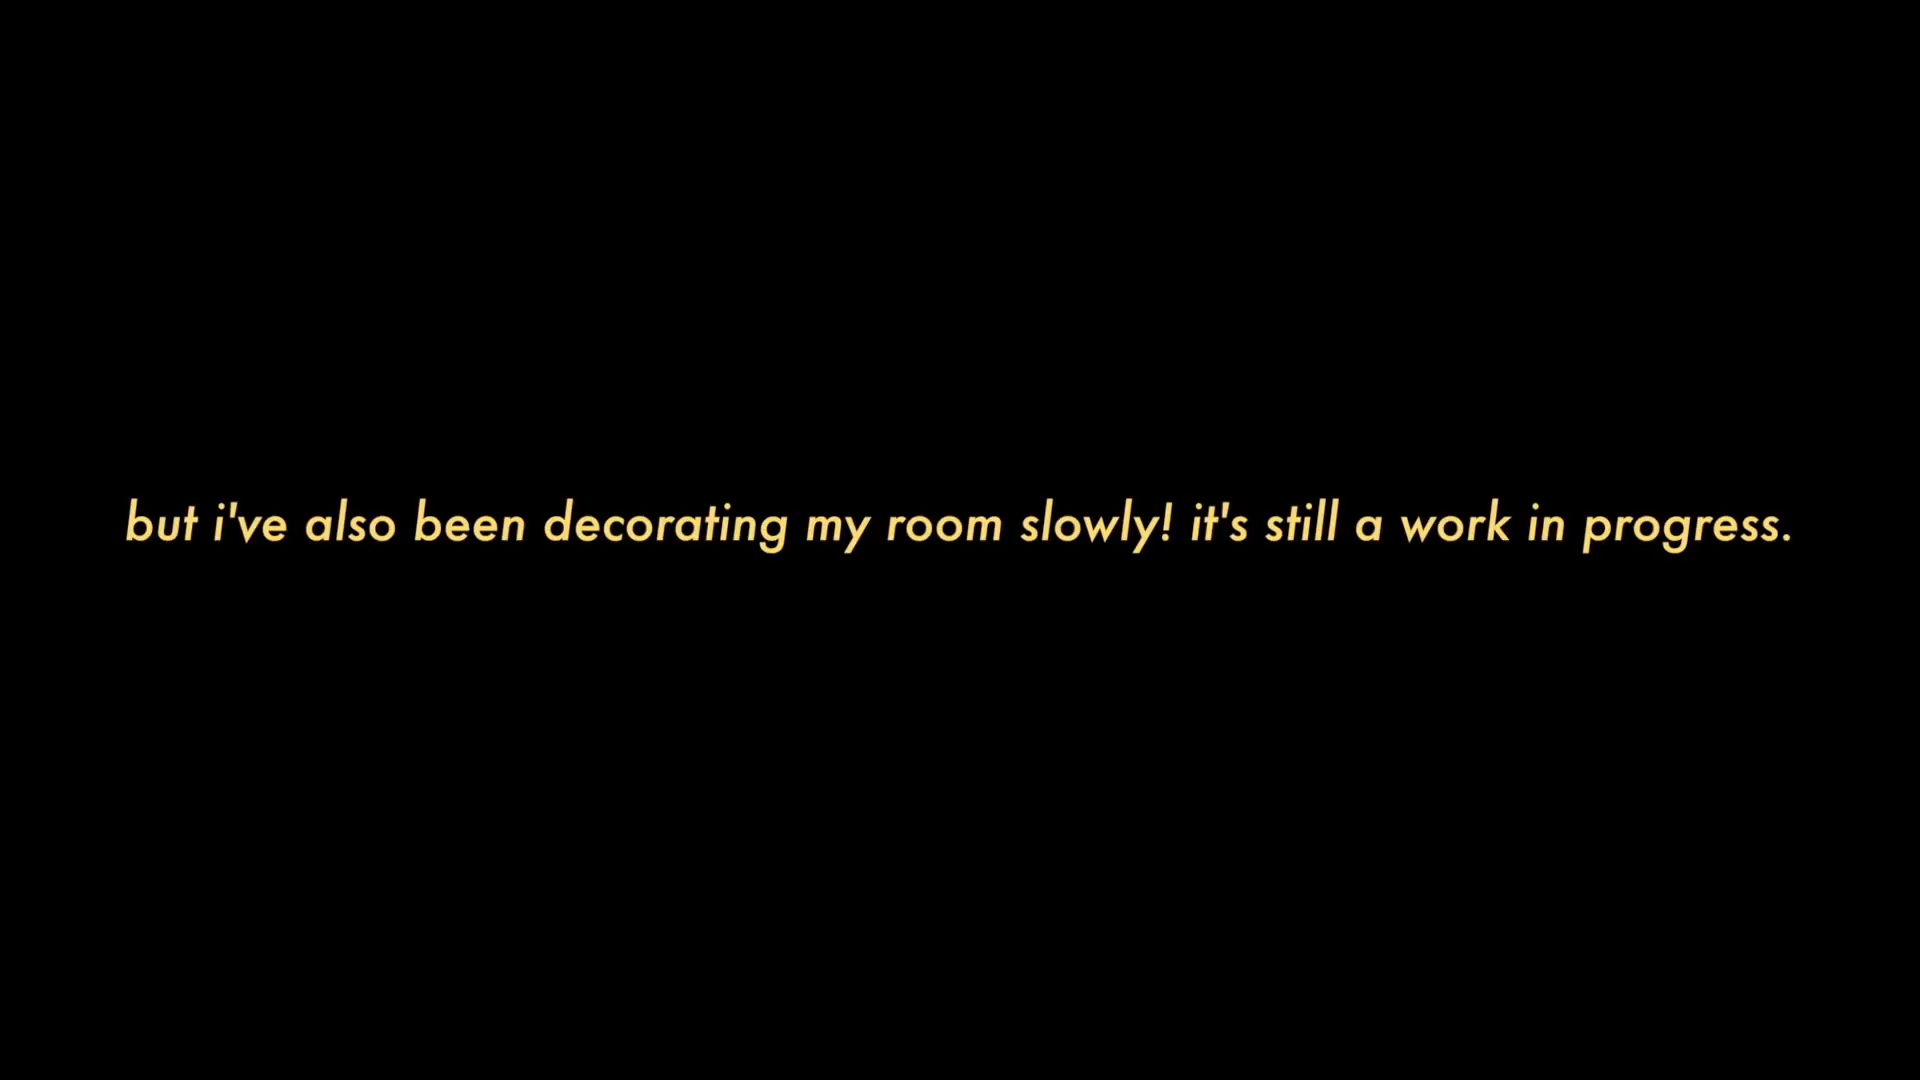 but i've also been decorating my room slowly! it's still a work in progress.